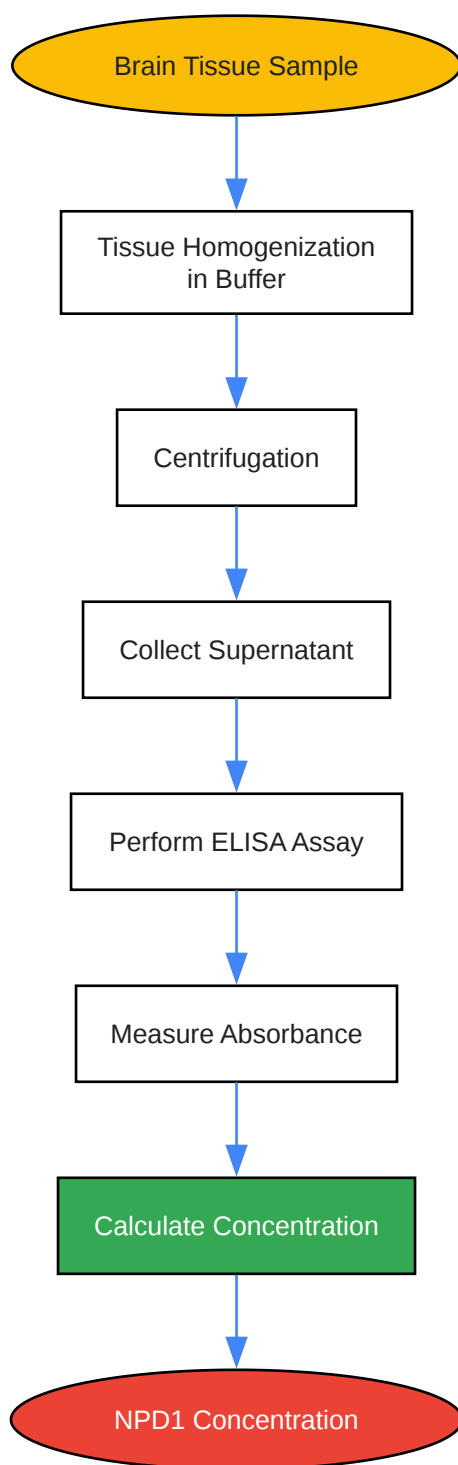 Brain Tissue Sample
Tissue Homogenization
in Buffer
Centrifugation
Collect Supernatant
Perform ELISA Assay
Measure Absorbance
Calculate Concentration
NPD1 Concentration